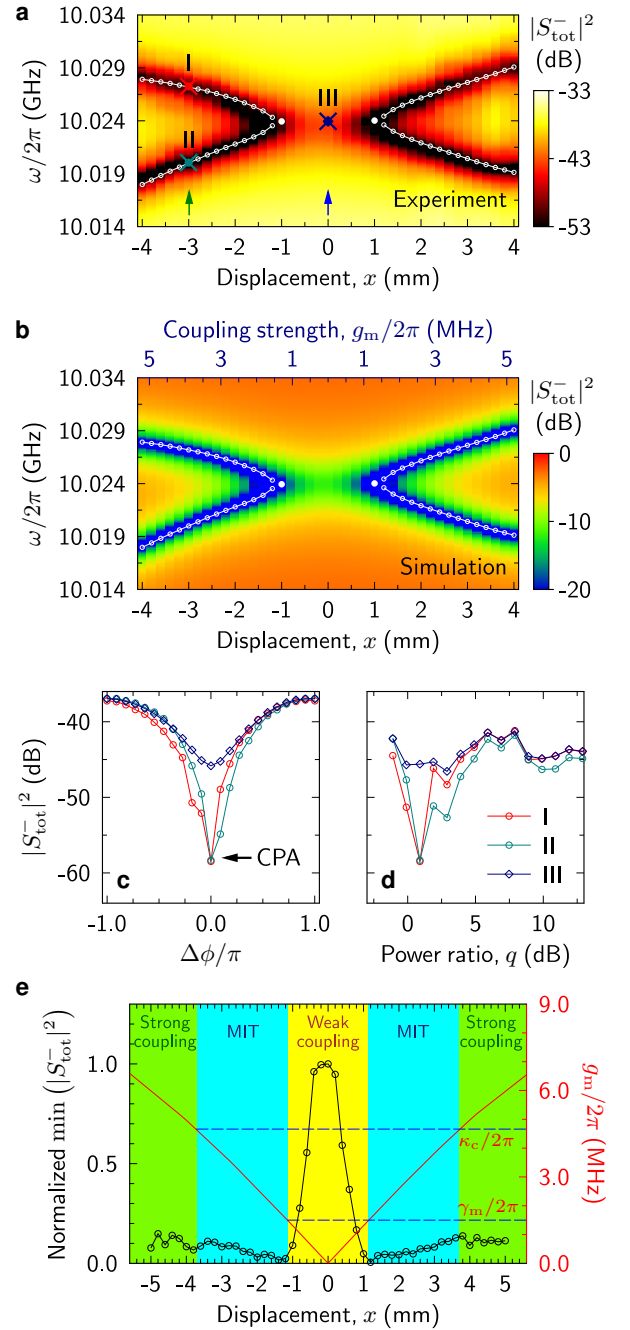 a
|S⁻tot|²
(dB)
10.034
10.029
10.024
10.019
10.014
ω/2π (GHz)
I
II
III
Experiment
-33
-43
-53
-4 -3 -2 -1 0 1 2 3 4
Displacement, x (mm)
b
Coupling strength, gm/2π (MHz)
5 3 1 1 3 5
|S⁻tot|²
(dB)
10.034
10.029
10.024
10.019
10.014
ω/2π (GHz)
Simulation
0
-10
-20
-4 -3 -2 -1 0 1 2 3 4
Displacement, x (mm)
|S⁻tot|² (dB)
-40
-50
-60
CPA
c
-1.0 0.0 1.0
Δϕ/π
I
II
III
d
0 5 10
Power ratio, q (dB)
e
Normalized min (|S⁻tot|²)
1.0
0.5
0.0
Strong
coupling
MIT
Weak
coupling
MIT
Strong
coupling
κc/2π
γm/2π
9.0
6.0
3.0
0.0
gm/2π (MHz)
-5 -4 -3 -2 -1 0 1 2 3 4 5
Displacement, x (mm)